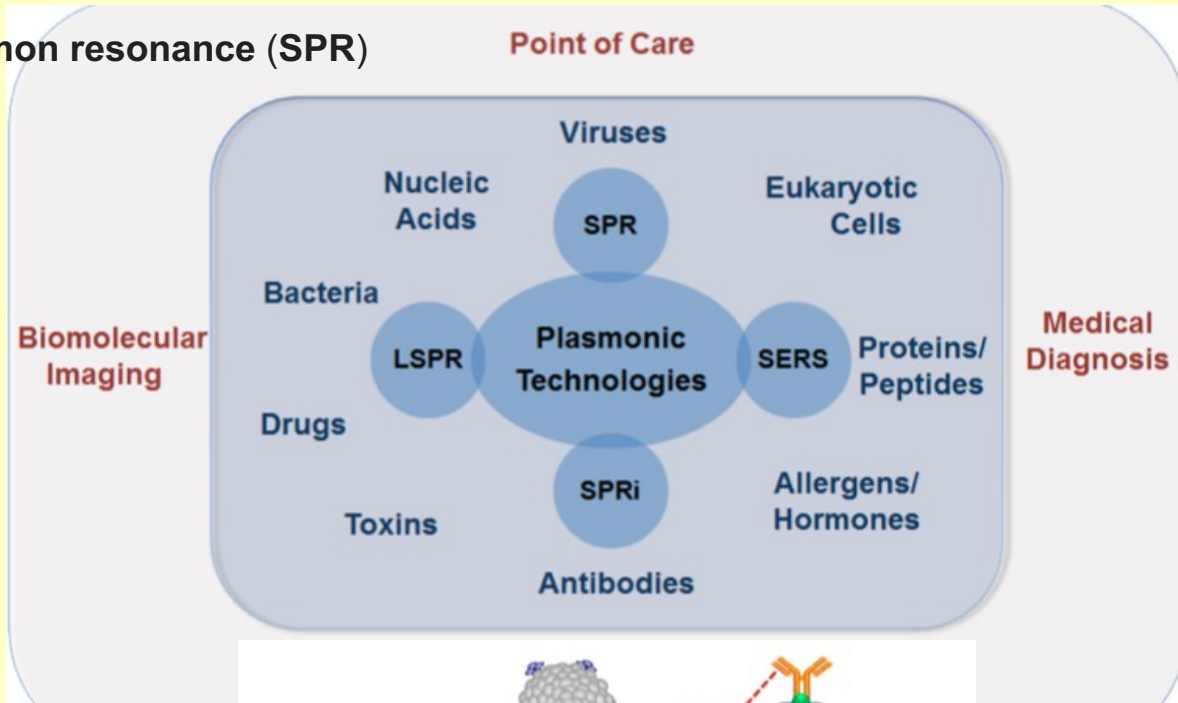 non resonance (SPR)
Point of Care
Viruses
Nucleic
Acids
Eukaryotic
Cells
SPR
Bacteria
Biomolecular
Imaging
LSPR
Plasmonic
Technologies
SERS
Proteins/
Peptides
Medical
Diagnosis
Drugs
SPRi
Allergens/
Hormones
Toxins
Antibodies